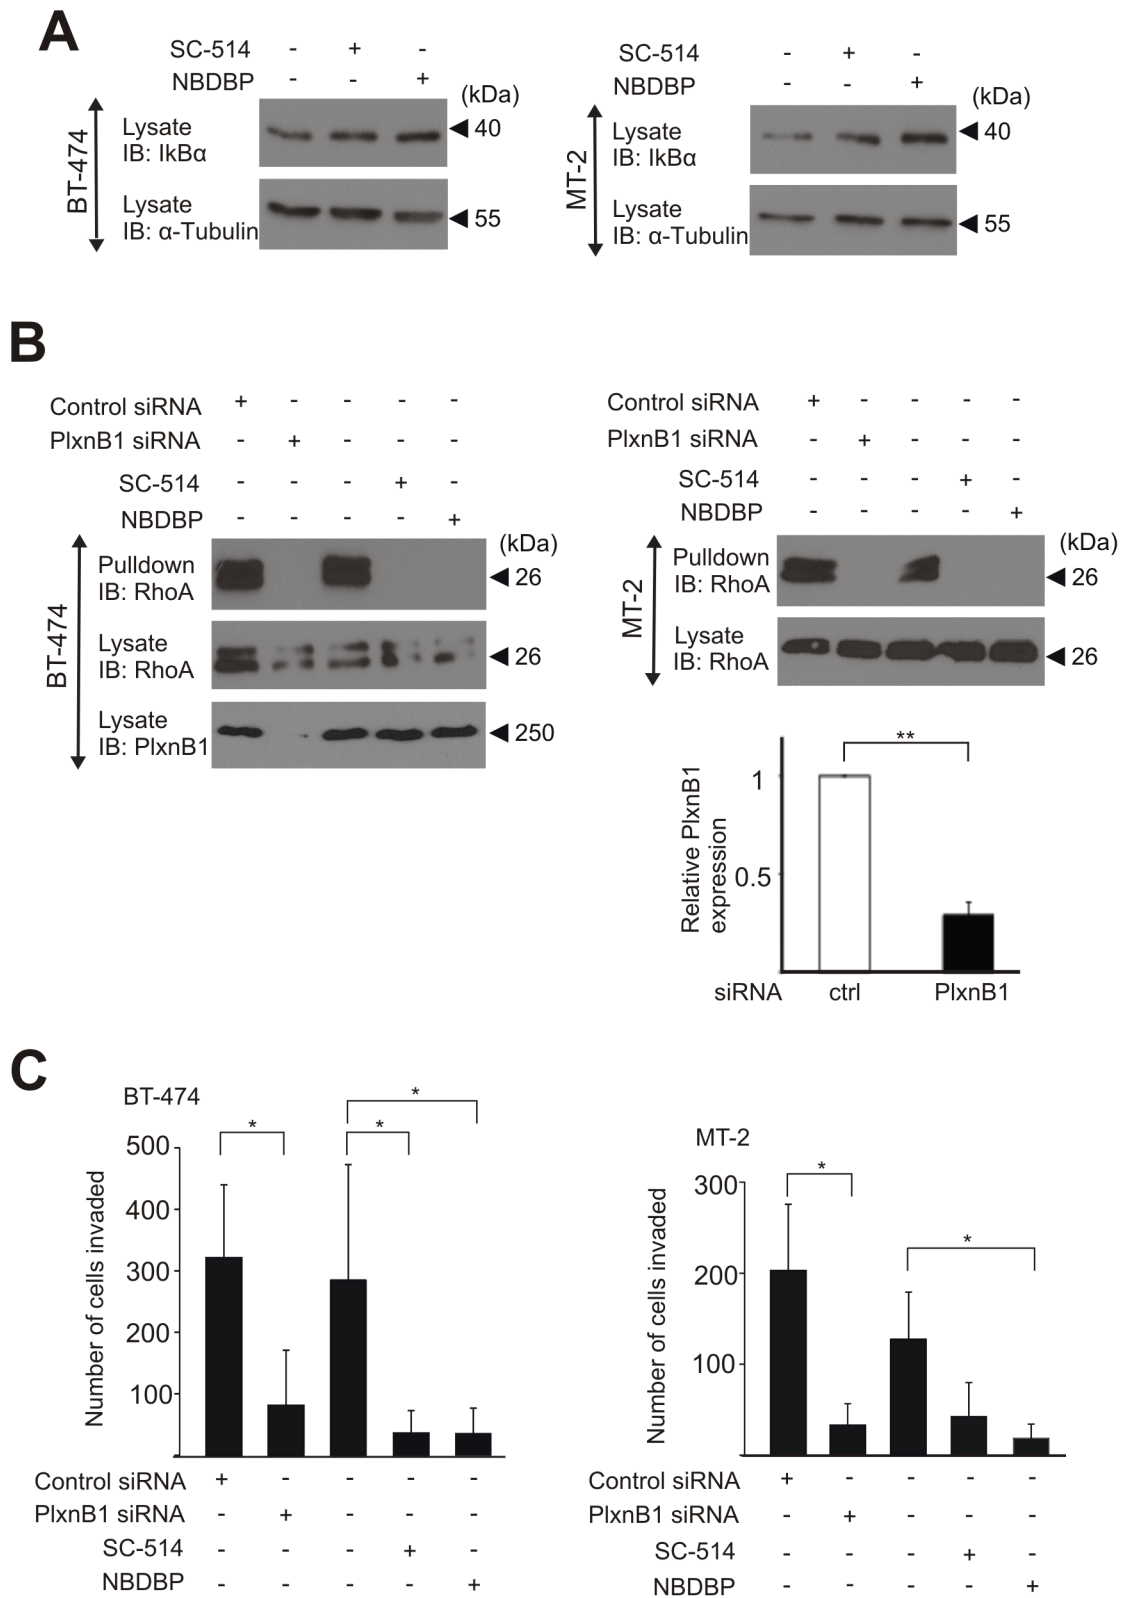 A
SC-514 - + -
NBDBP - - +
(kDa)
BT-474
Lysate
IB: IkBα
40
Lysate
IB: α-Tubulin
55
SC-514 - + -
NBDBP - - +
(kDa)
MT-2
Lysate
IB: IkBα
40
Lysate
IB: α-Tubulin
55
B
Control siRNA + - - - -
PlxnB1 siRNA - + - - -
SC-514 - - - + -
NBDBP - - - - +
(kDa)
BT-474
Pulldown
IB: RhoA
26
Lysate
IB: RhoA
26
Lysate
IB: PlxnB1
250
Control siRNA + - - - -
PlxnB1 siRNA - + - - -
SC-514 - - - + -
NBDBP - - - - +
(kDa)
MT-2
Pulldown
IB: RhoA
26
Lysate
IB: RhoA
26
**
Relative PlxnB1
expression
1
0.5
siRNA ctrl PlxnB1
C
BT-474
*
* *
Number of cells invaded
500
400
300
200
100
Control siRNA + - - - -
PlxnB1 siRNA - + - - -
SC-514 - - - + -
NBDBP - - - - +
MT-2
*
*
Number of cells invaded
300
200
100
Control siRNA + - - - -
PlxnB1 siRNA - + - - -
SC-514 - - - + -
NBDBP - - - - +